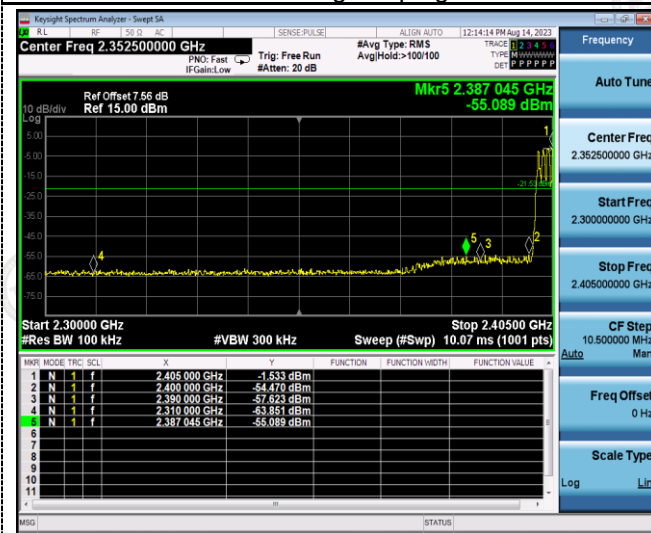 Keysight Spectrum Analyzer - Swept SA
RL RF 50 Ω AC SENSE:PULSE ALIGN AUTO 12:14:14 PM Aug 14, 2023
Center Freq 2.352500000 GHz
PNO: Fast
IFGain:Low
Trig: Free Run
#Atten: 20 dB
#Avg Type: RMS
Avg|Hold:>100/100
TRACE 1 2 3 4 5 6
TYPE M W W W W W
DET P P P P P P
Frequency
Ref Offset 7.56 dB
10 dB/div Ref 15.00 dBm
Log
Mkr5 2.387 045 GHz
-55.089 dBm
Auto Tune
5.00
-5.00
-15.0
-25.0
-35.0
-45.0
-55.0
-65.0
-75.0
1
-21.53 dBm
2
3
4
5
Center Freq
2.352500000 GHz
Start Freq
2.300000000 GHz
Stop Freq
2.405000000 GHz
Start 2.30000 GHz Stop 2.40500 GHz
#Res BW 100 kHz #VBW 300 kHz Sweep (#Swp) 10.07 ms (1001 pts)
CF Step
10.500000 MHz
Auto Man
MKR MODE TRC SCL X Y FUNCTION FUNCTION WIDTH FUNCTION VALUE
1 N 1 f 2.405 000 GHz -1.533 dBm
2 N 1 f 2.400 000 GHz -54.470 dBm
3 N 1 f 2.390 000 GHz -57.623 dBm
4 N 1 f 2.310 000 GHz -63.851 dBm
5 N 1 f 2.387 045 GHz -55.089 dBm
6
7
8
9
10
11
Freq Offset
0 Hz
Scale Type
Log Lin
MSG STATUS